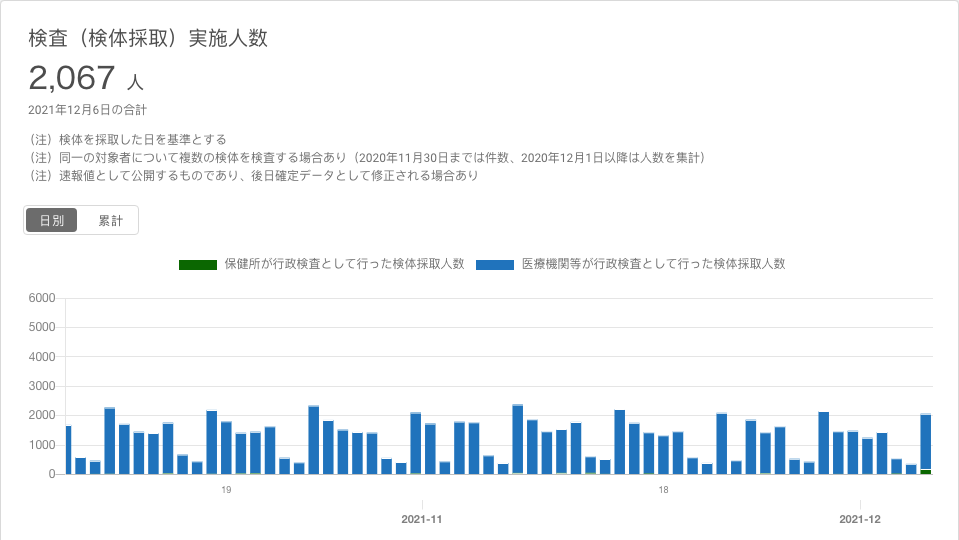 検査（検体採取）実施人数
2,067 人
2021年12月6日の合計
（注）検体を採取した日を基準とする
（注）同一の対象者について複数の検体を検査する場合あり（2020年11月30日までは件数、2020年12月1日以降は人数を集計）
（注）速報値として公開するものであり、後日確定データとして修正される場合あり
日別 累計
保健所が行政検査として行った検体採取人数 医療機関等が行政検査として行った検体採取人数
6000
5000
4000
3000
2000
1000
0
19 18
2021-11 2021-12